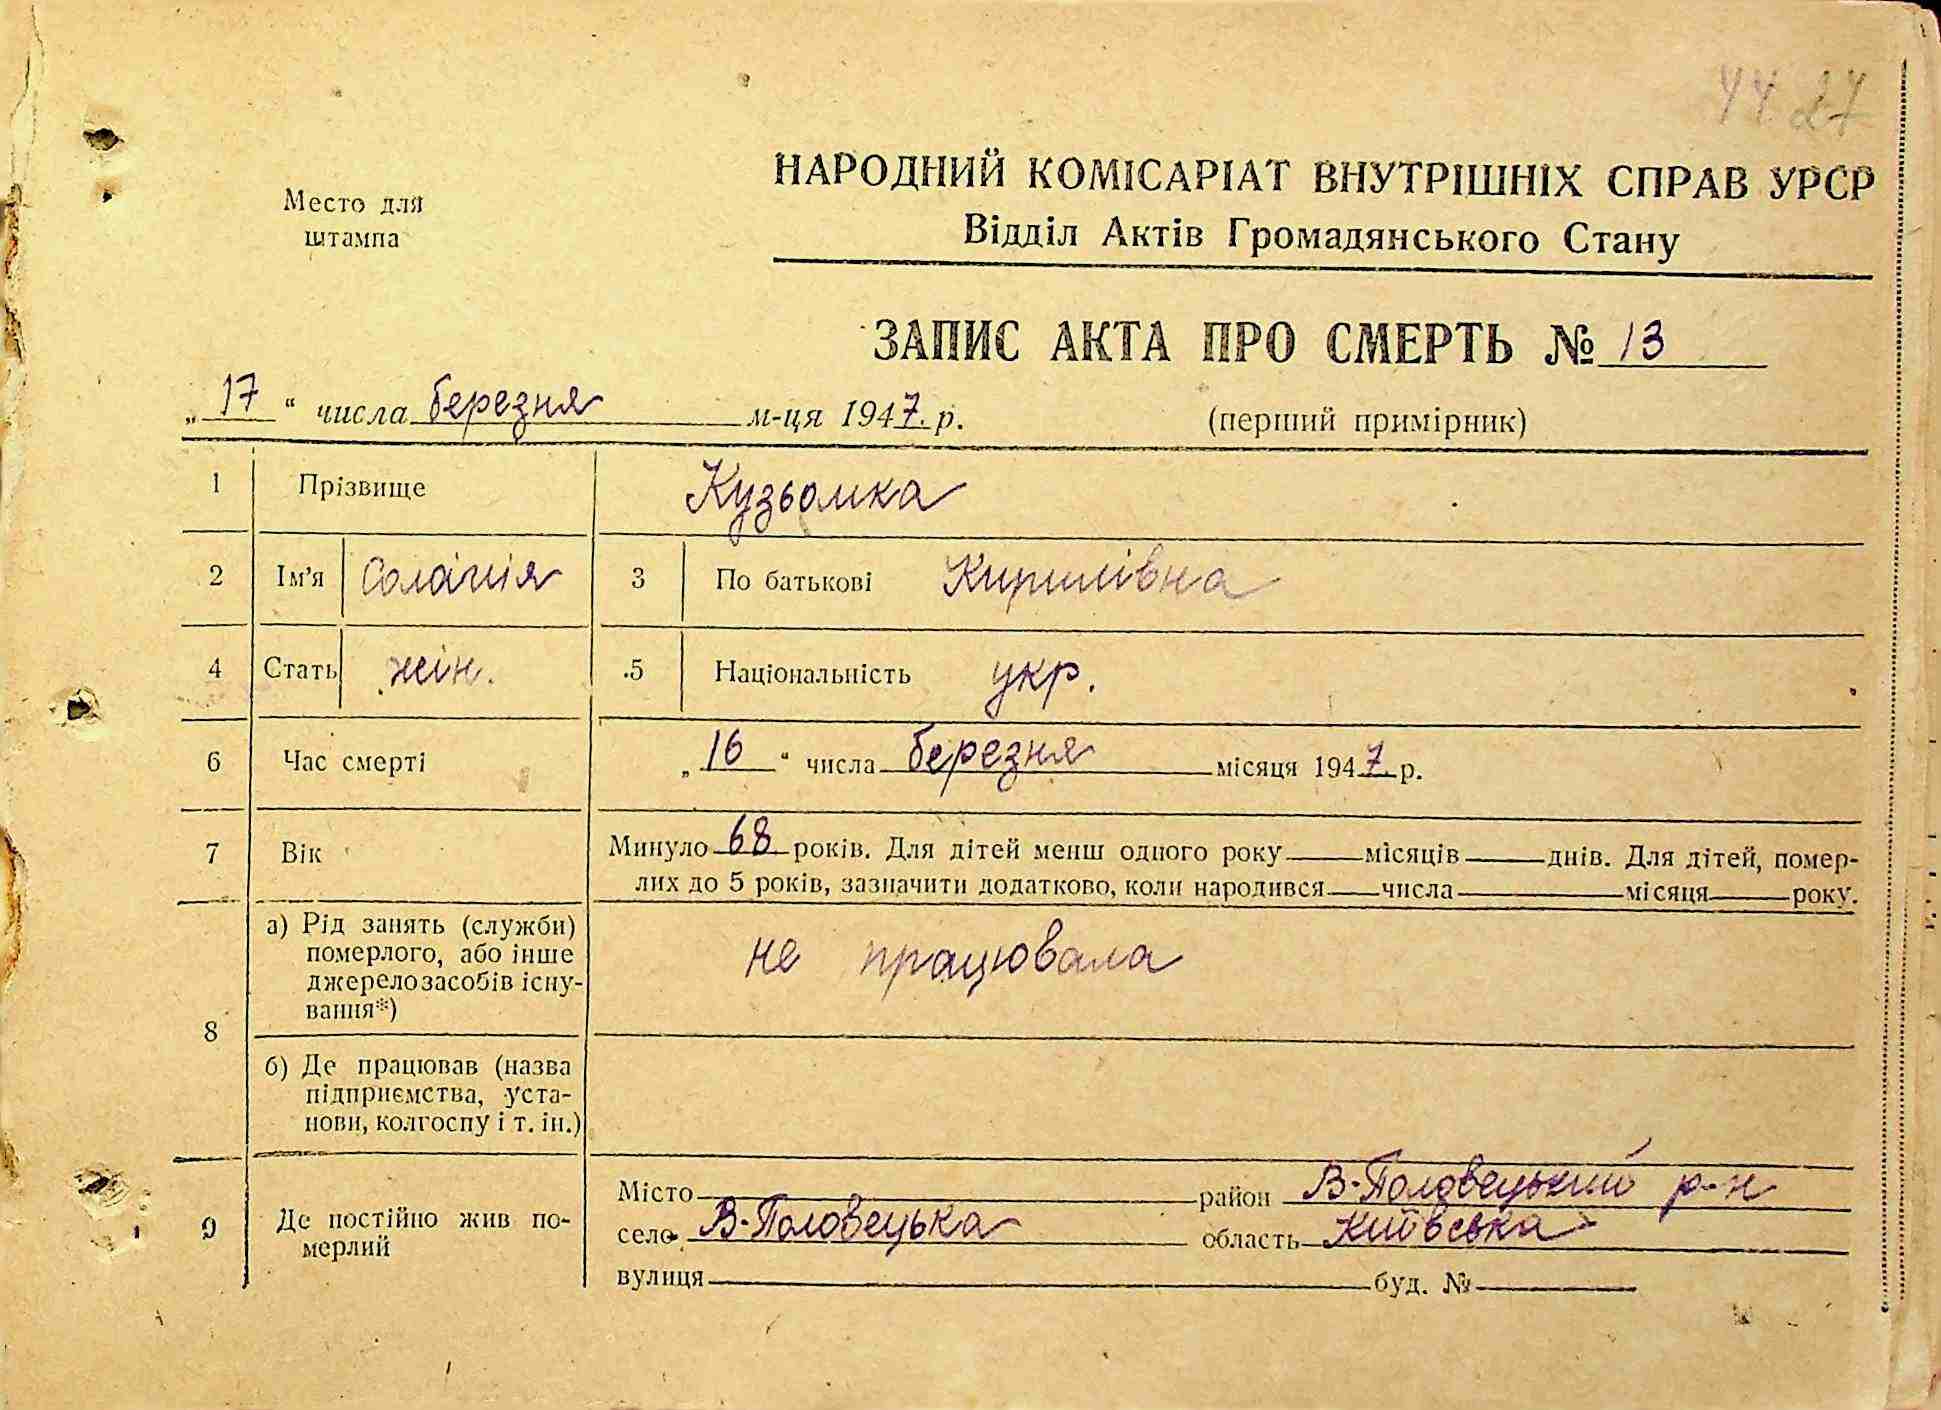 44 27
Место для
штампа
НАРОДНИЙ КОМІСАРІАТ ВНУТРІШНІХ СПРАВ УРСР
Відділ Актів Громадянського Стану
ЗАПИС АКТА ПРО СМЕРТЬ № 13
„17“ числа березня м-ця 1947 р. (перший примірник)
1 Прізвище Кузьомка
2 Ім'я 3 По батькові Кирилівна
4 Стать жін. 5 Національність укр.
6 Час смерті „16“ числа березня місяця 1947 р.
7 Вік Минуло 68 років. Для дітей менш одного року — місяців — днів. Для дітей, помер-
лих до 5 років, зазначити додатково, коли народився — числа — місяця — року.
8 а) Рід занять (служби)
померлого, або інше
джерело засобів існу-
вання*)
не працювала
б) Де працював (назва
підприємства, уста-
нови, колгоспу і т. ін.)
9 Де постійно жив по-
мерлий
Місто — район В-Половецький р-н
село В-Половецька область Київська
вулиця — буд. № —